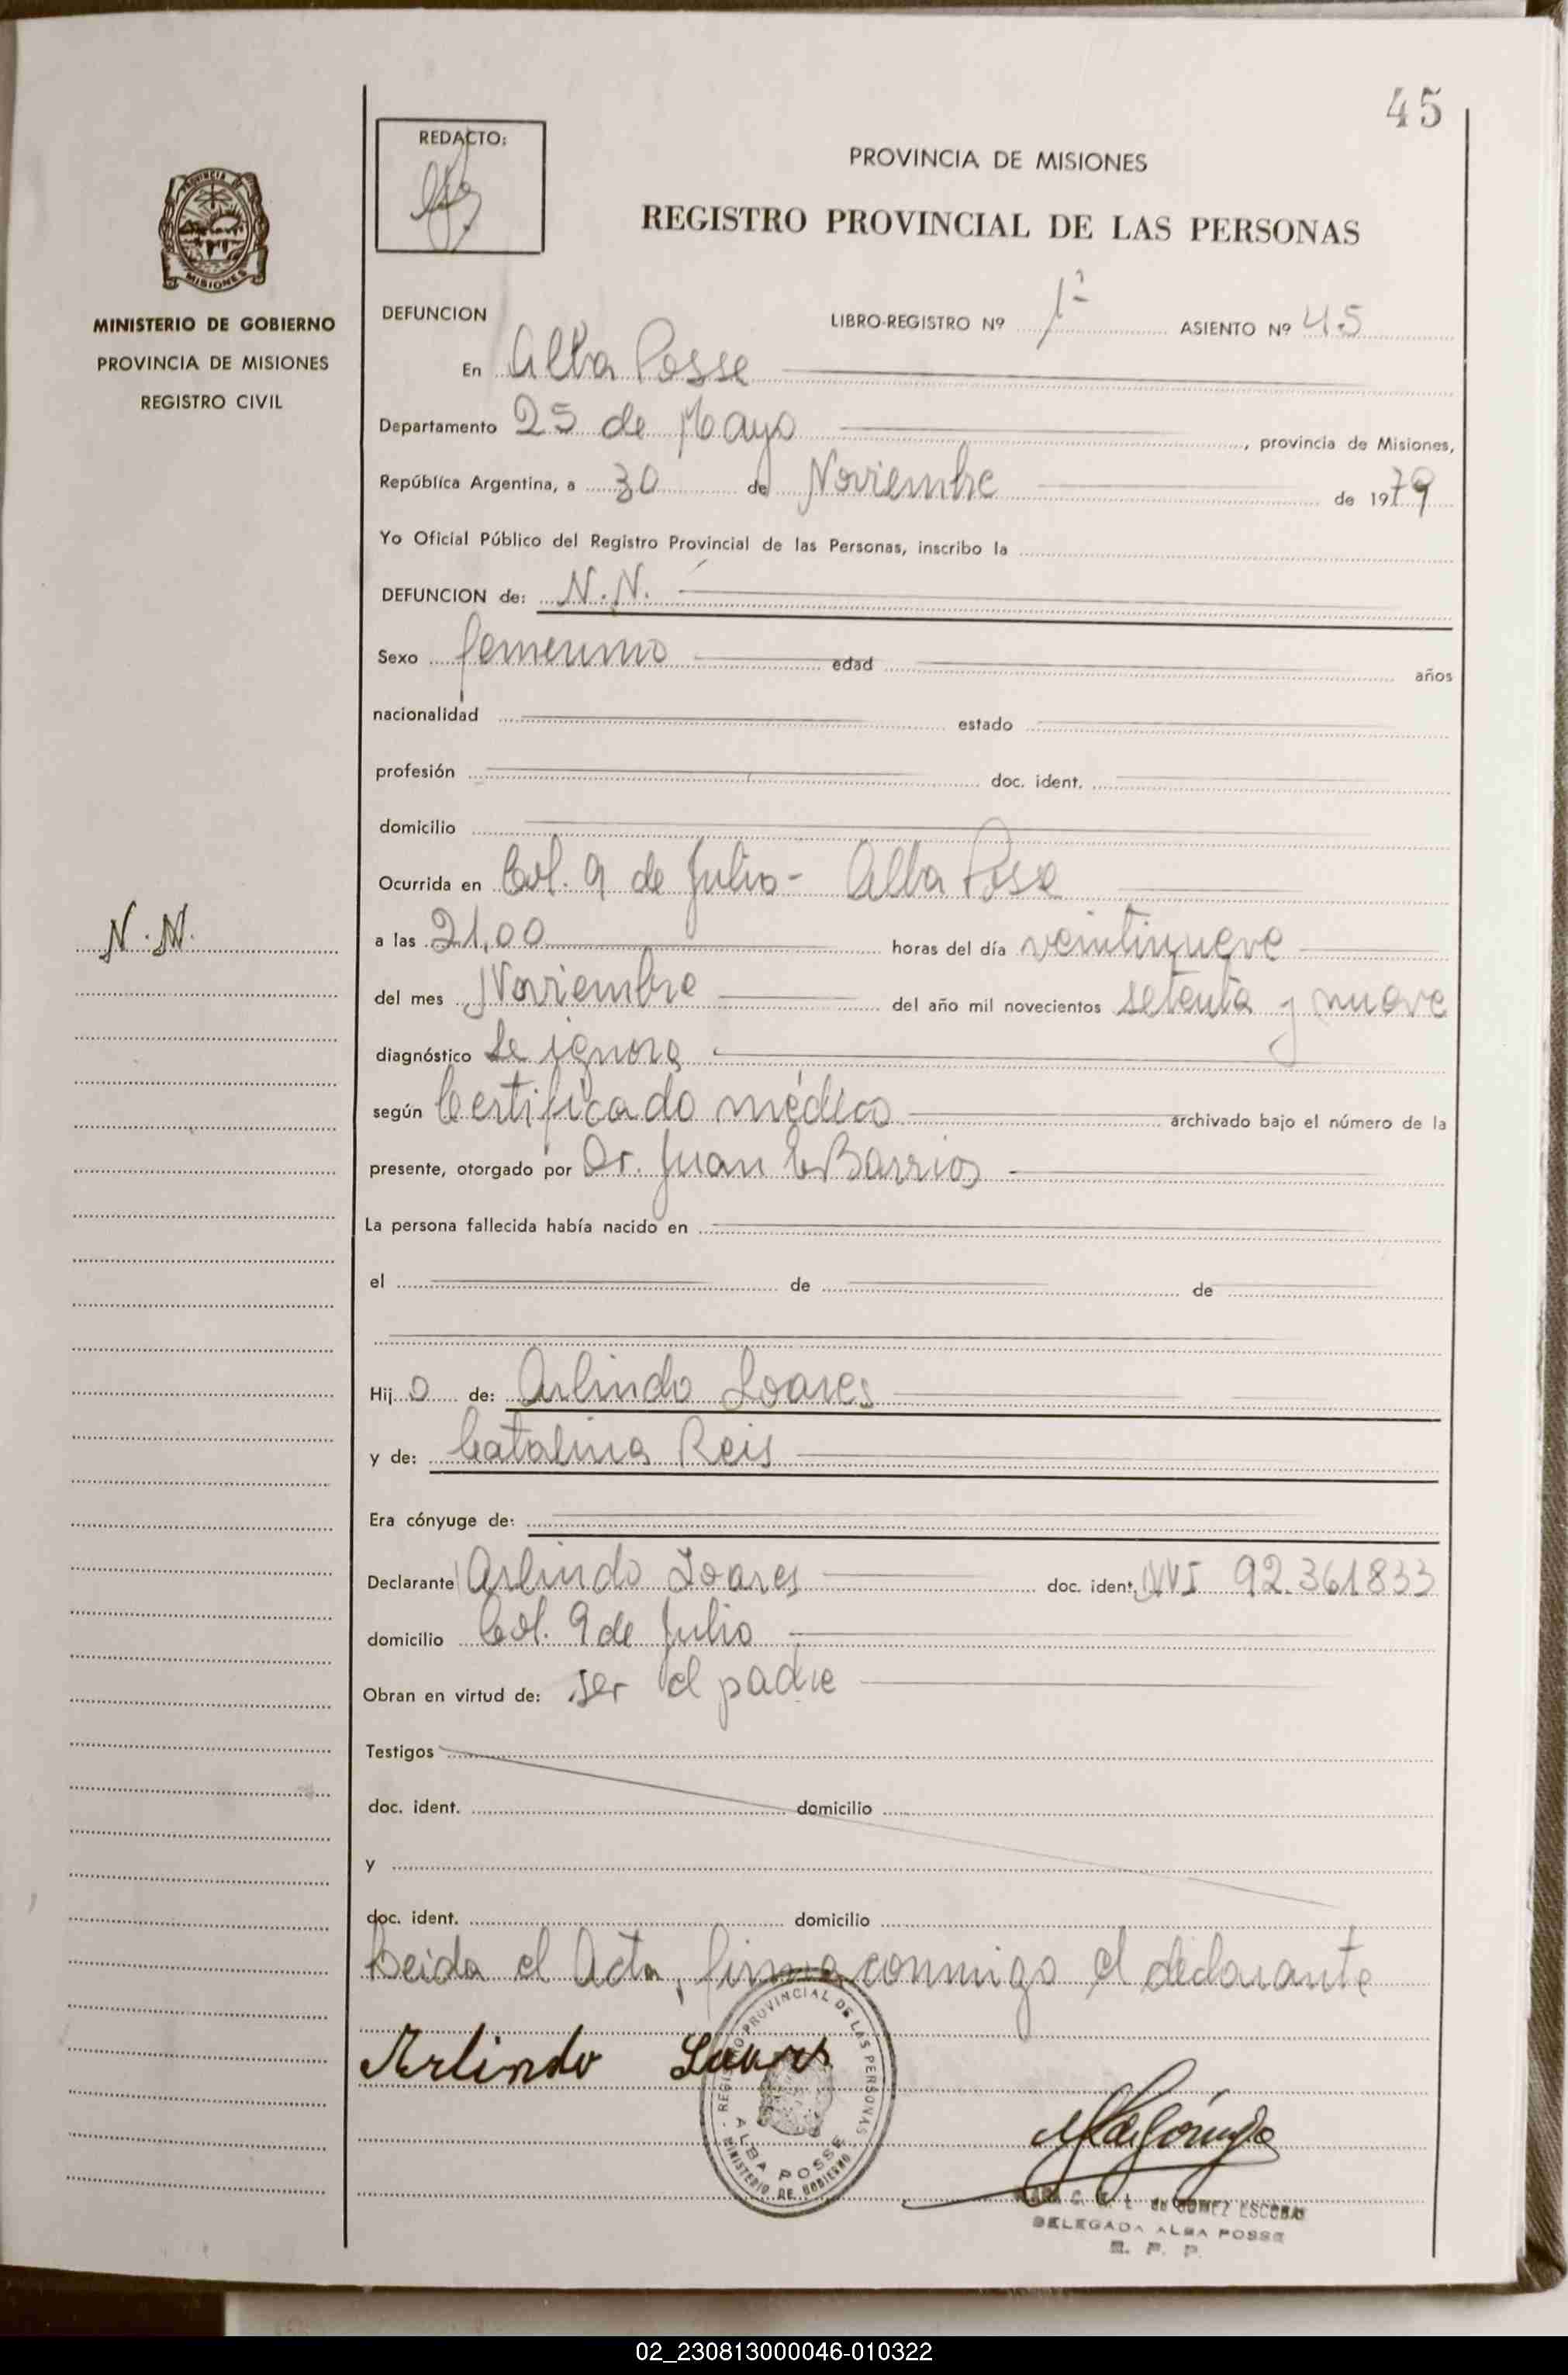 45
REDACTO:
PROVINCIA DE MISIONES
REGISTRO PROVINCIAL DE LAS PERSONAS
PROVINCIA DE
MISIONES
MINISTERIO DE GOBIERNO
PROVINCIA DE MISIONES
REGISTRO CIVIL
DEFUNCION
LIBRO-REGISTRO Nº 1º ASIENTO Nº 45
En Alba Posse
Departamento 25 de Mayo, provincia de Misiones,
República Argentina, a 30 de Noviembre de 1979
Yo Oficial Público del Registro Provincial de las Personas, inscribo la
DEFUNCION de: N.N.
Sexo femenino edad años
nacionalidad estado
profesión doc. ident.
domicilio
Ocurrida en Col. 9 de Julio - Alba Pose
N.N.
a las 21,00 horas del día veintinueve
del mes Noviembre del año mil novecientos setenta y nueve
diagnóstico Se ignora
según Certificado médico archivado bajo el número de la
presente, otorgado por Dr. Juan Barrios
La persona fallecida había nacido en
el de de
Hijo de: Arlindo Soares
y de: Catalina Reis
Era cónyuge de:
Declarante Arlindo Soares doc. ident. 92.361833
domicilio Col. 9 de Julio
Obran en virtud de: ser el padre
Testigos
doc. ident. domicilio
y
doc. ident. domicilio
Leida el Acta, firma conmigo el declarante
Arlindo Soares
REGISTRO PROVINCIAL DE LAS PERSONAS
ALBA POSSE
MINISTERIO DE GOBIERNO
de GOMEZ ESCOBAR
DELEGADA ALBA POSSE
R. P. P.
02_230813000046-010322